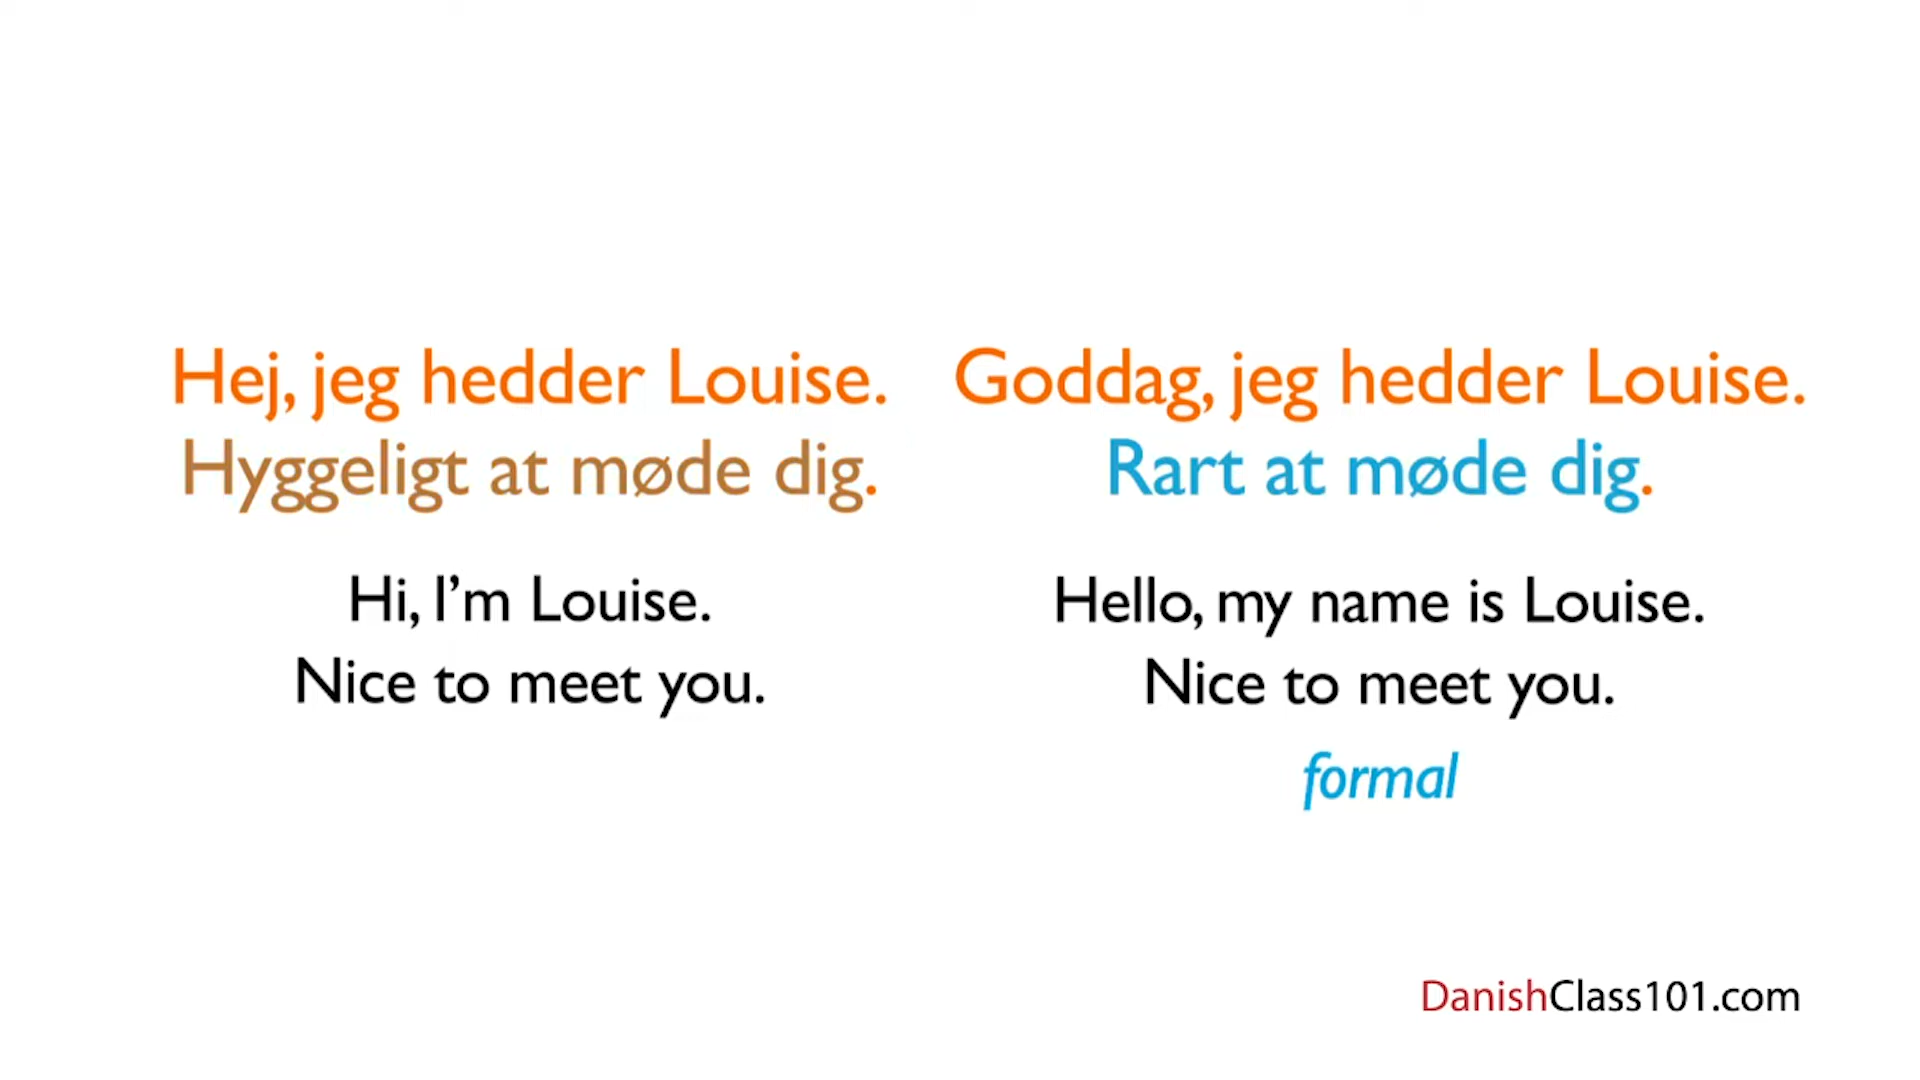 Hej, jeg hedder Louise.
Hyggeligt at møde dig.
Hi, I'm Louise.
Nice to meet you.
Goddag, jeg hedder Louise.
Rart at møde dig.
Hello, my name is Louise.
Nice to meet you.
formal
DanishClass101.com